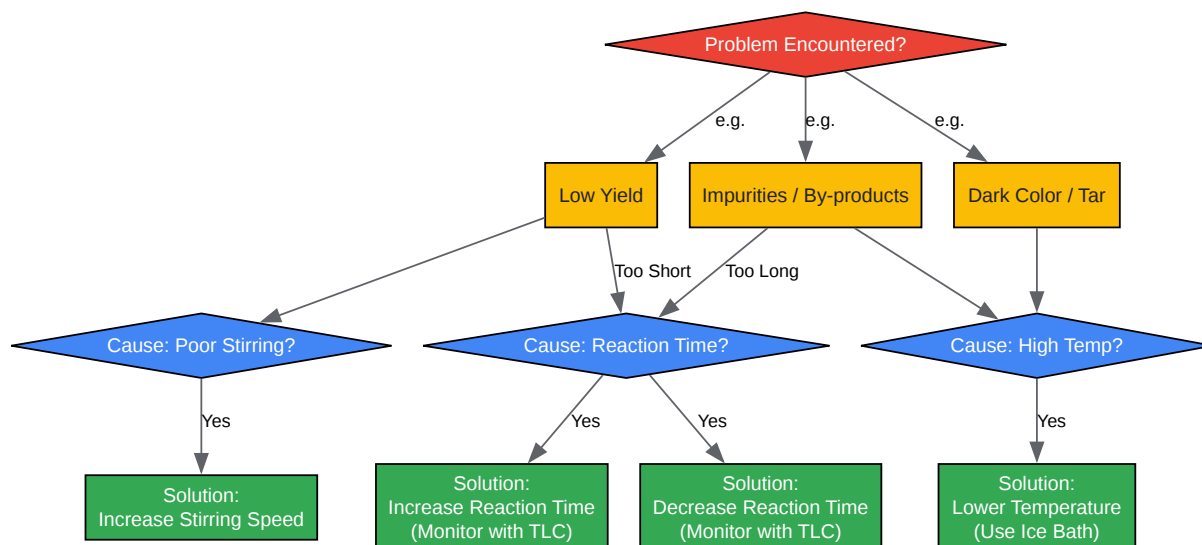 Problem Encountered?
e.g.
e.g.
e.g.
Low Yield
Impurities / By-products
Dark Color / Tar
Too Short
Too Long
Cause: Poor Stirring?
Cause: Reaction Time?
Cause: High Temp?
Yes
Yes
Yes
Yes
Solution:
Increase Stirring Speed
Solution:
Increase Reaction Time
(Monitor with TLC)
Solution:
Decrease Reaction Time
(Monitor with TLC)
Solution:
Lower Temperature
(Use Ice Bath)